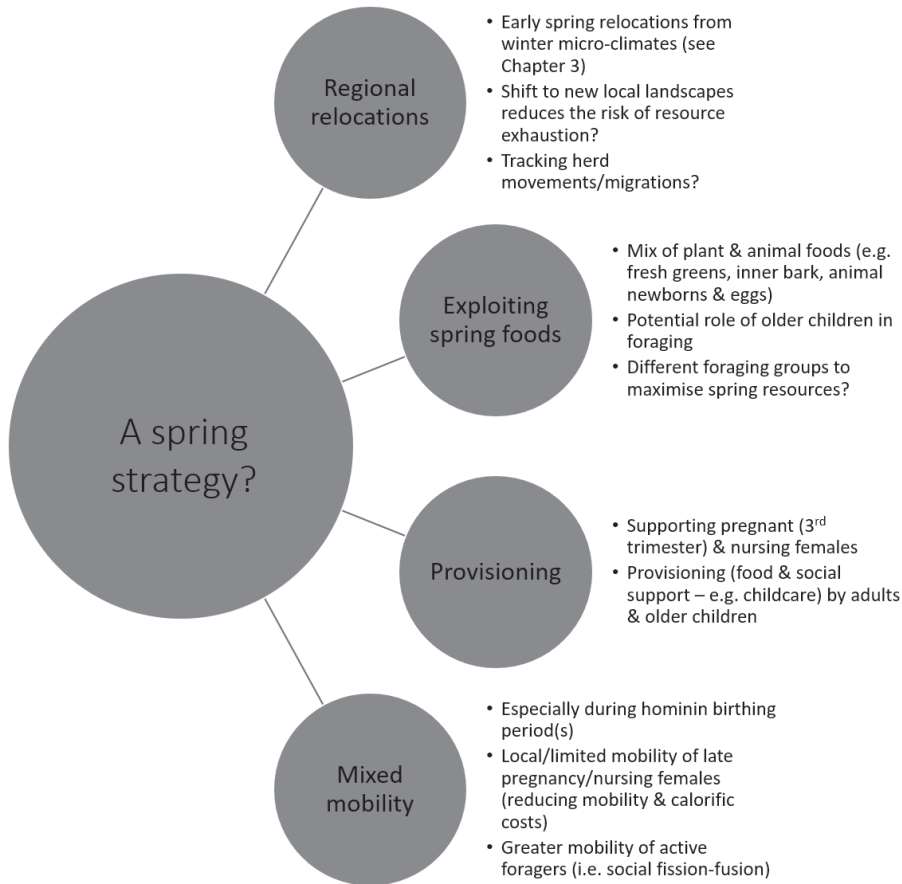 A spring
strategy?
Regional
relocations
• Early spring relocations from
winter micro-climates (see
Chapter 3)
• Shift to new local landscapes
reduces the risk of resource
exhaustion?
• Tracking herd
movements/migrations?
Exploiting
spring foods
• Mix of plant & animal foods (e.g.
fresh greens, inner bark, animal
newborns & eggs)
• Potential role of older children in
foraging
• Different foraging groups to
maximise spring resources?
Provisioning
• Supporting pregnant (3rd
trimester) & nursing females
• Provisioning (food & social
support – e.g. childcare) by adults
& older children
Mixed
mobility
• Especially during hominin birthing
period(s)
• Local/limited mobility of late
pregnancy/nursing females
(reducing mobility & calorific
costs)
• Greater mobility of active
foragers (i.e. social fission-fusion)